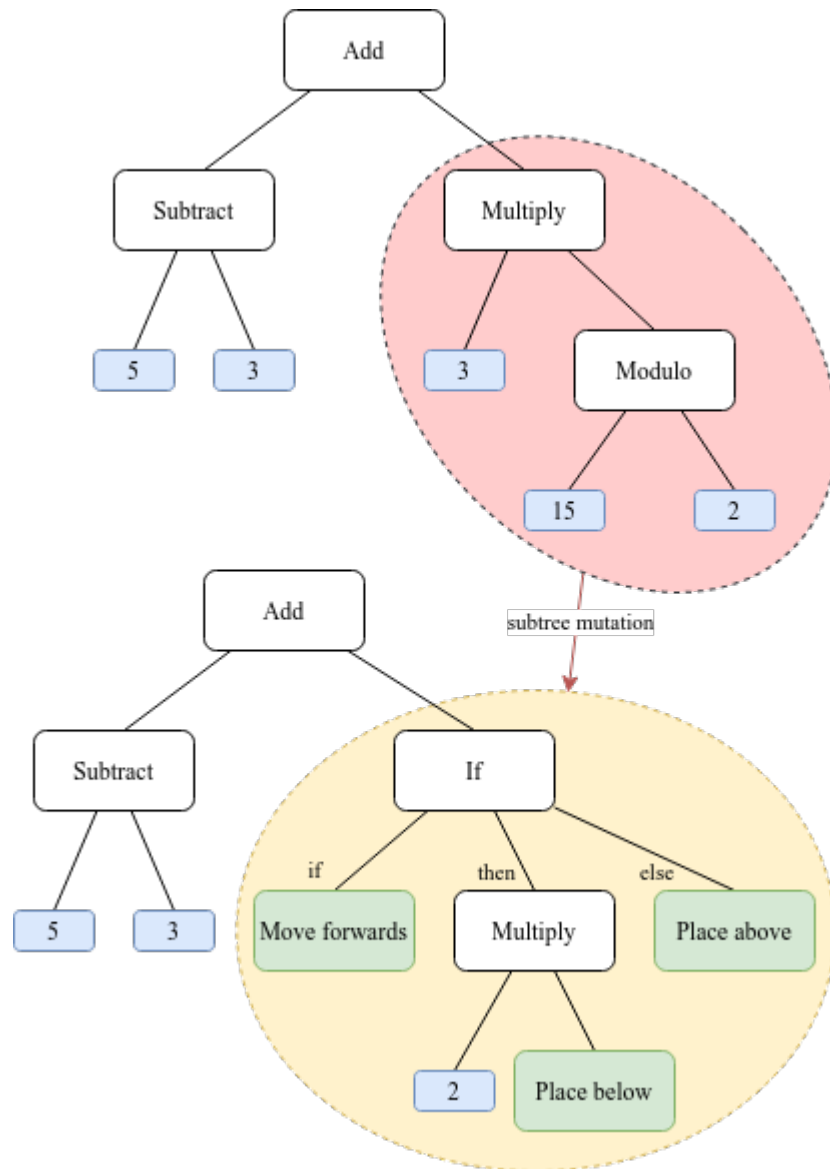 Add
Subtract
Multiply
5
3
3
Modulo
15
2
subtree mutation
Add
Subtract
If
if
then
else
5
3
Move forwards
Multiply
Place above
2
Place below